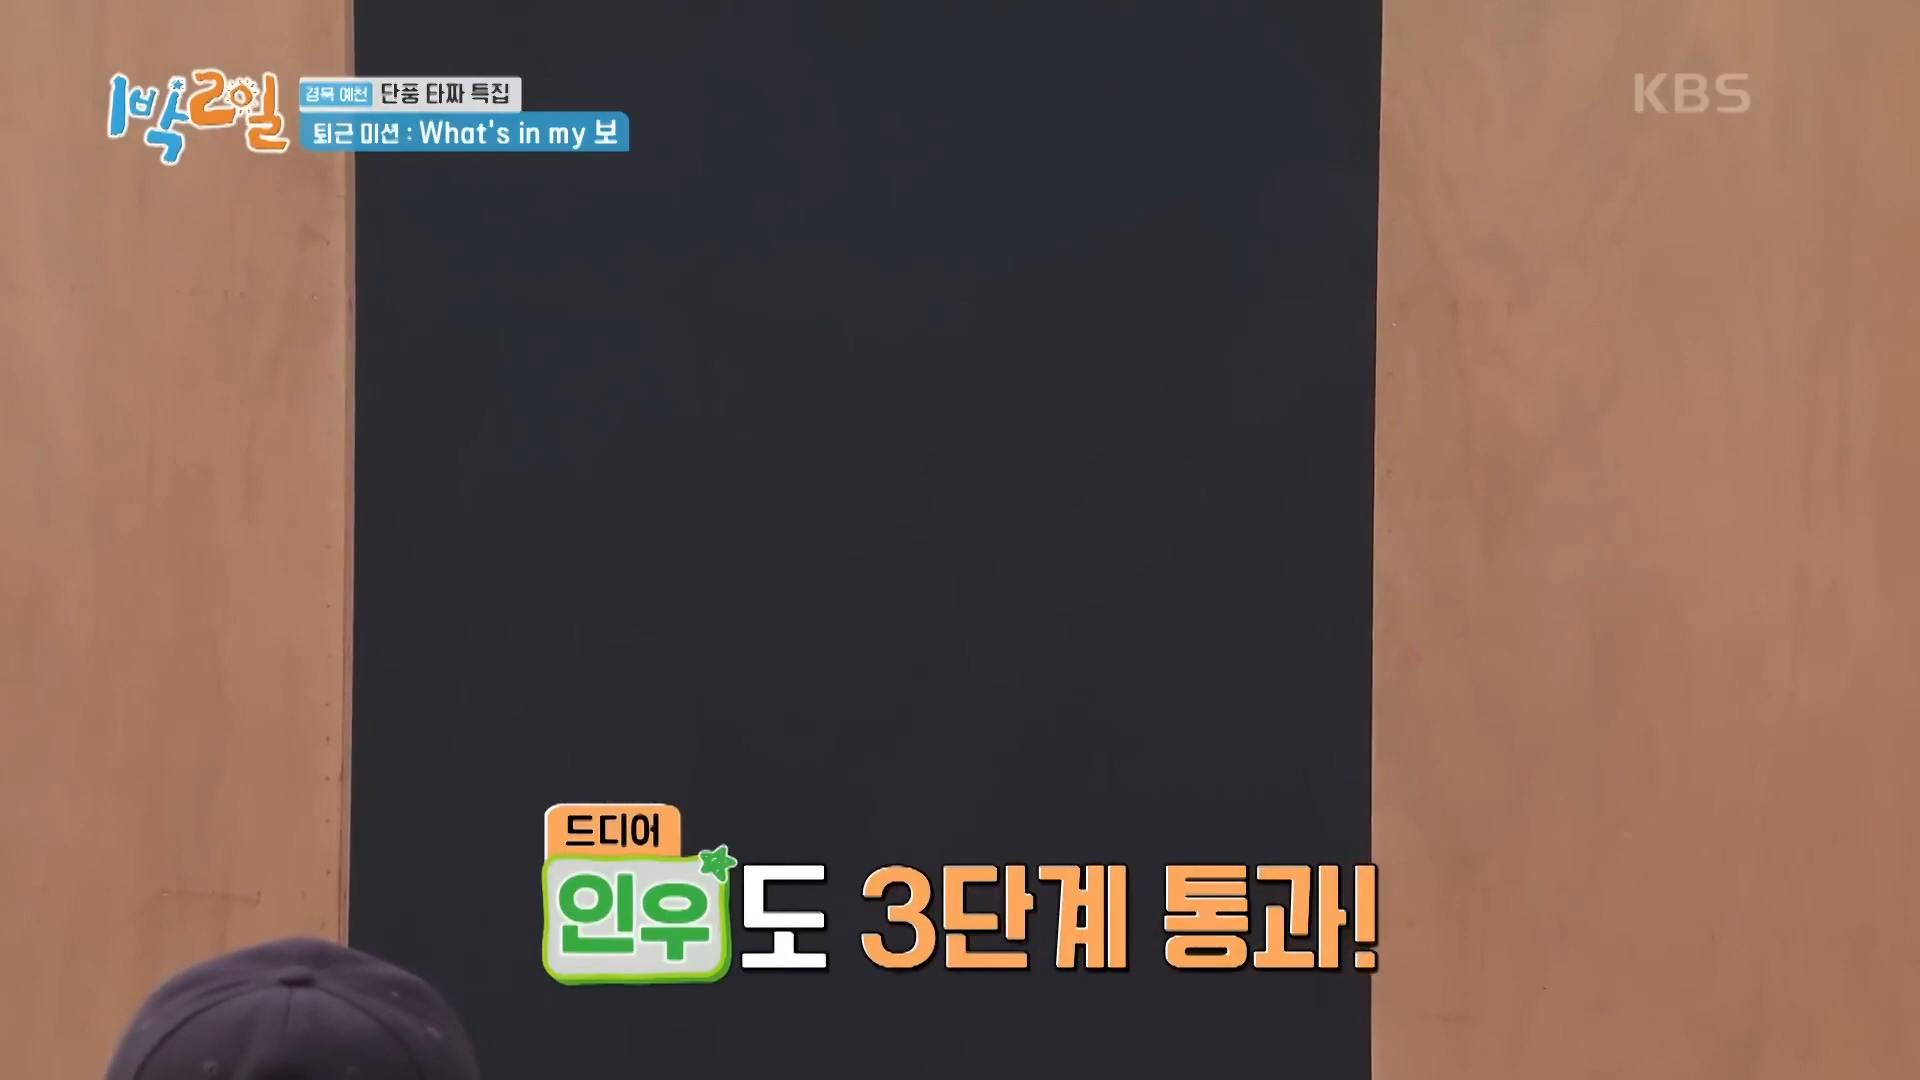 1박2일
경북 예천 단풍 타짜 특집
퇴근 미션 : What's in my 보
KBS
드디어
인우도 3단계 통과!